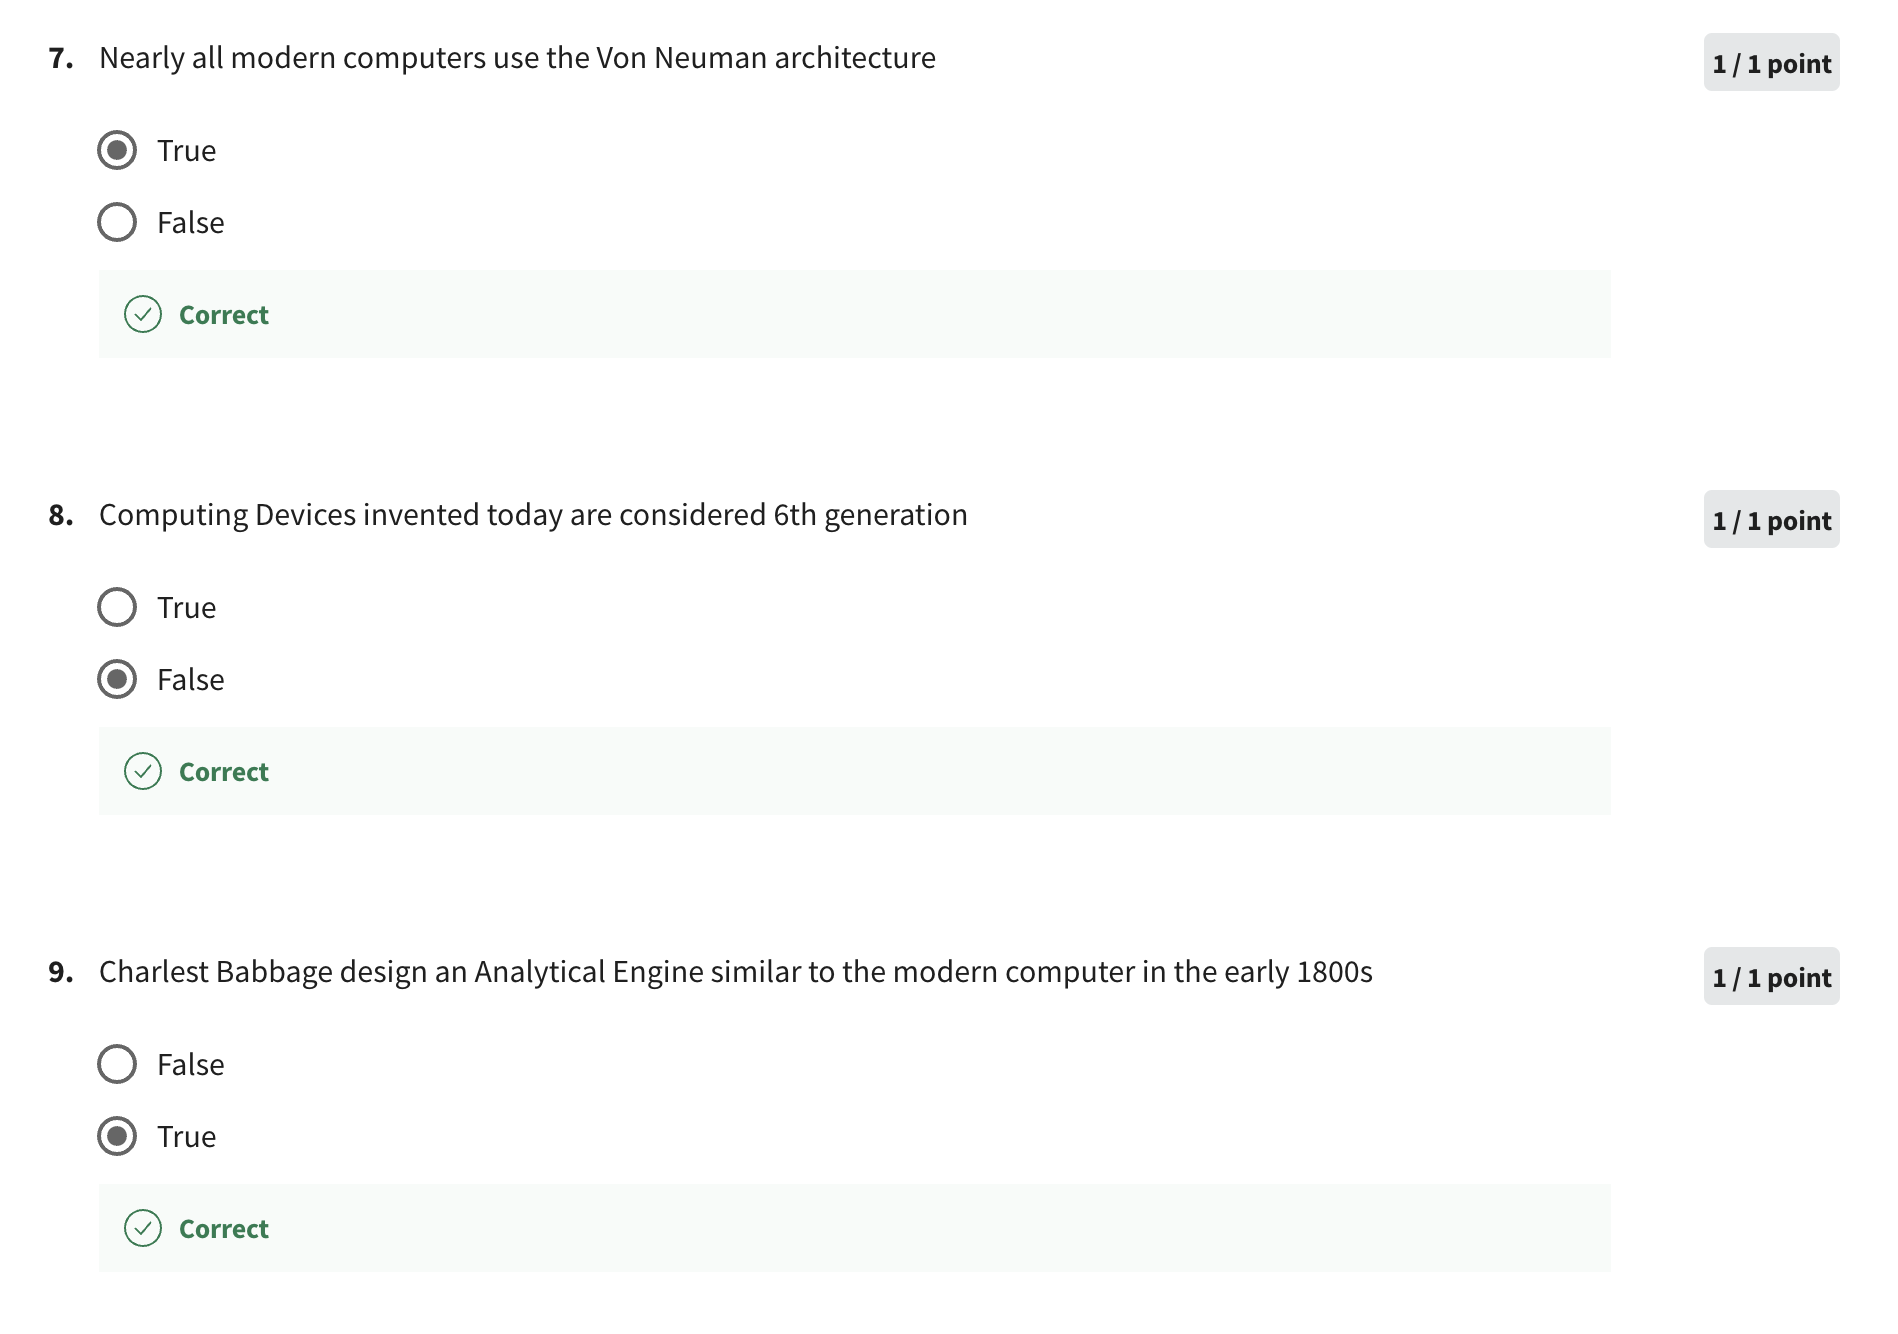 7. Nearly all modern computers use the Von Neuman architecture
1 / 1 point
True
False
Correct
8. Computing Devices invented today are considered 6th generation
1 / 1 point
True
False
Correct
9. Charlest Babbage design an Analytical Engine similar to the modern computer in the early 1800s
1 / 1 point
False
True
Correct